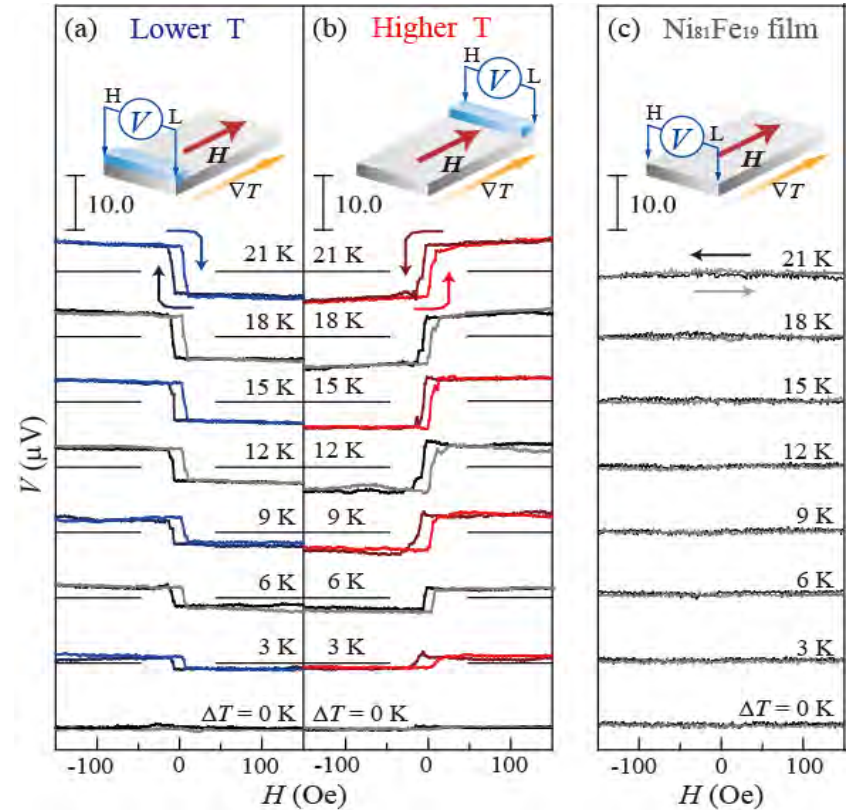 (a) Lower T
H
V
L
H
∇T
10.0
21 K
18 K
15 K
12 K
9 K
6 K
3 K
ΔT = 0 K
-100 0 100
H (Oe)
V (μV)
(b) Higher T
H
V
L
H
∇T
10.0
21 K
18 K
15 K
12 K
9 K
6 K
3 K
ΔT = 0 K
-100 0 100
H (Oe)
(c) Ni₈₁Fe₁₉ film
H
V
L
H
∇T
10.0
21 K
18 K
15 K
12 K
9 K
6 K
3 K
ΔT = 0 K
-100 0 100
H (Oe)